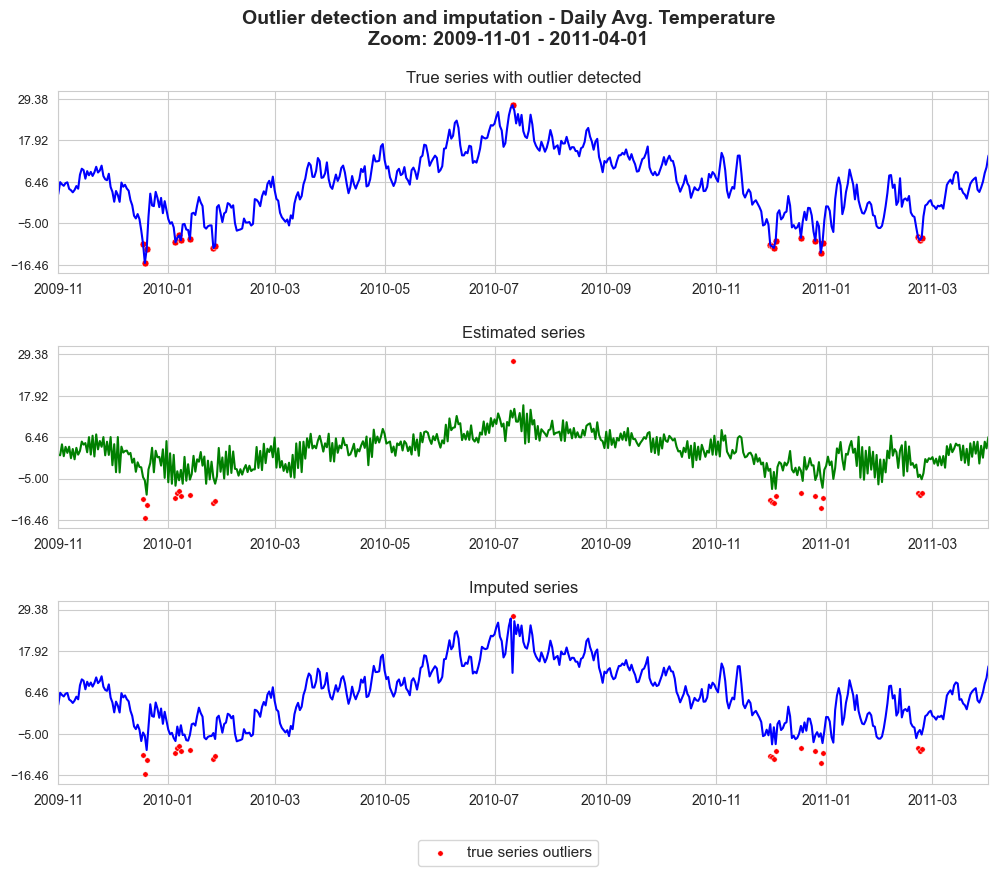 Outlier detection and imputation - Daily Avg. Temperature
Zoom: 2009-11-01 - 2011-04-01
True series with outlier detected
29.38
17.92
6.46
-5.00
−16.46
2009-11 2010-01 2010-03 2010-05 2010-07 2010-09 2010-11 2011-01 2011-03
Estimated series
29.38
17.92
6.46
-5.00
−16.46
2009-11 2010-01 2010-03 2010-05 2010-07 2010-09 2010-11 2011-01 2011-03
Imputed series
29.38
17.92
6.46
-5.00
−16.46
2009-11 2010-01 2010-03 2010-05 2010-07 2010-09 2010-11 2011-01 2011-03
true series outliers